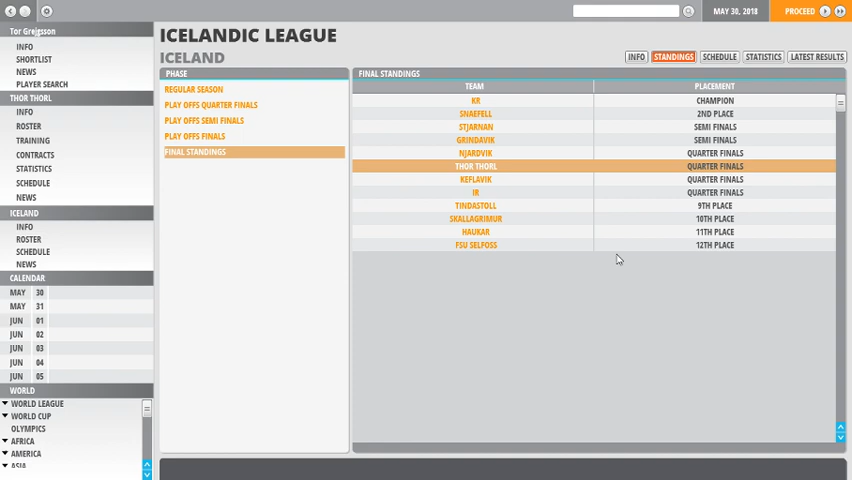 MAY 30, 2018
PROCEED
Tor Grejgsson
INFO
SHORTLIST
NEWS
PLAYER SEARCH
THOR THORL
INFO
ROSTER
TRAINING
CONTRACTS
STATISTICS
SCHEDULE
NEWS
ICELAND
INFO
ROSTER
SCHEDULE
NEWS
CALENDAR
MAY 30
MAY 31
JUN 01
JUN 02
JUN 03
JUN 04
JUN 05
WORLD
WORLD LEAGUE
WORLD CUP
OLYMPICS
AFRICA
AMERICA
ASIA
ICELANDIC LEAGUE
ICELAND
INFO STANDINGS SCHEDULE STATISTICS LATEST RESULTS
PHASE
REGULAR SEASON
PLAY OFFS QUARTER FINALS
PLAY OFFS SEMI FINALS
PLAY OFFS FINALS
FINAL STANDINGS
FINAL STANDINGS
TEAM PLACEMENT
KR CHAMPION
SNAEFELL 2ND PLACE
STJARNAN SEMI FINALS
GRINDAVIK SEMI FINALS
NJARDVIK QUARTER FINALS
THOR THORL QUARTER FINALS
KEFLAVIK QUARTER FINALS
IR QUARTER FINALS
TINDASTOLL 9TH PLACE
SKALLAGRIMUR 10TH PLACE
HAUKAR 11TH PLACE
FSU SELFOSS 12TH PLACE